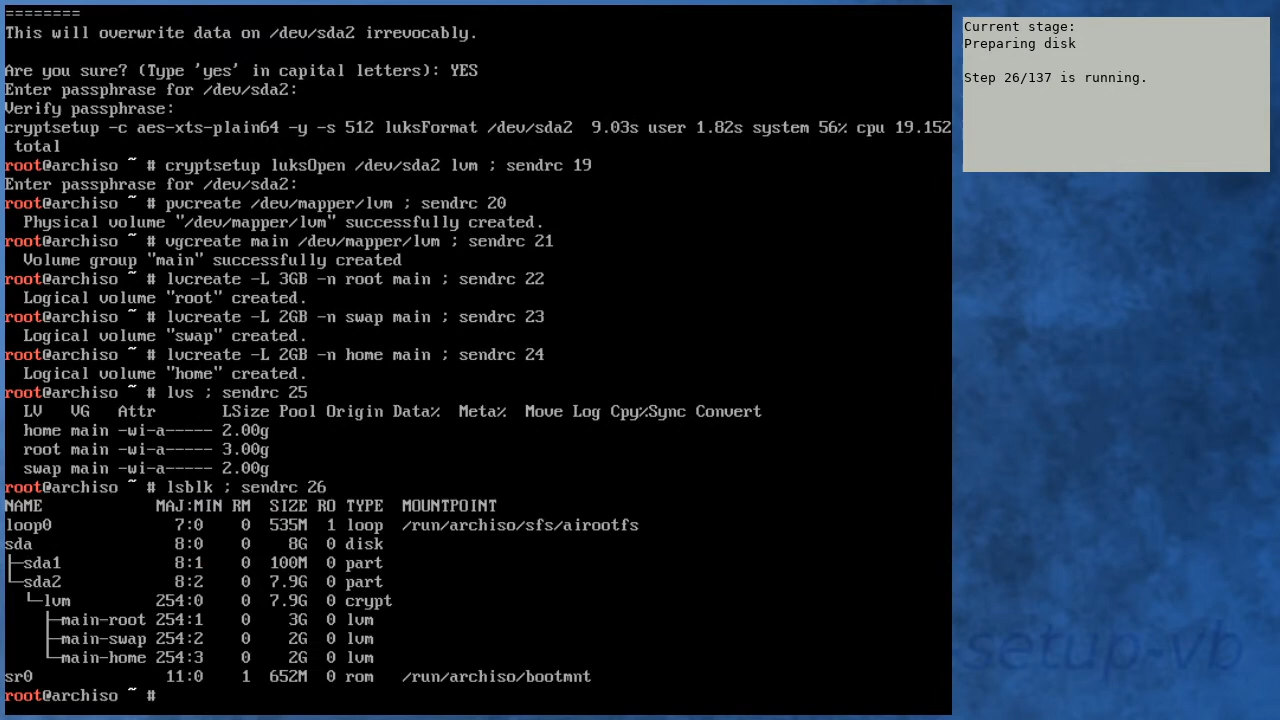 ========
This will overwrite data on /dev/sda2 irrevocably.
Are you sure? (Type 'yes' in capital letters): YES
Enter passphrase for /dev/sda2:
Verify passphrase:
cryptsetup -c aes-xts-plain64 -y -s 512 luksFormat /dev/sda2  9.03s user 1.82s system 56% cpu 19.152
 total
root@archiso ~ # cryptsetup luksOpen /dev/sda2 lvm ; sendrc 19
Enter passphrase for /dev/sda2:
root@archiso ~ # pvcreate /dev/mapper/lvm ; sendrc 20
  Physical volume "/dev/mapper/lvm" successfully created.
root@archiso ~ # vgcreate main /dev/mapper/lvm ; sendrc 21
  Volume group "main" successfully created
root@archiso ~ # lvcreate -L 3GB -n root main ; sendrc 22
  Logical volume "root" created.
root@archiso ~ # lvcreate -L 2GB -n swap main ; sendrc 23
  Logical volume "swap" created.
root@archiso ~ # lvcreate -L 2GB -n home main ; sendrc 24
  Logical volume "home" created.
root@archiso ~ # lvs ; sendrc 25
  LV   VG   Attr       LSize Pool Origin Data%  Meta%  Move Log Cpy%Sync Convert
  home main -wi-a----- 2.00g
  root main -wi-a----- 3.00g
  swap main -wi-a----- 2.00g
root@archiso ~ # lsblk ; sendrc 26
NAME            MAJ:MIN RM  SIZE RO TYPE  MOUNTPOINT
loop0             7:0    0  535M  1 loop  /run/archiso/sfs/airootfs
sda               8:0    0    8G  0 disk
├─sda1            8:1    0  100M  0 part
└─sda2            8:2    0  7.9G  0 part
  └─lvm         254:0    0  7.9G  0 crypt
    ├─main-root 254:1    0    3G  0 lvm
    ├─main-swap 254:2    0    2G  0 lvm
    └─main-home 254:3    0    2G  0 lvm
sr0              11:0    1  652M  0 rom   /run/archiso/bootmnt
root@archiso ~ #
Current stage:
Preparing disk
Step 26/137 is running.
setup-vb